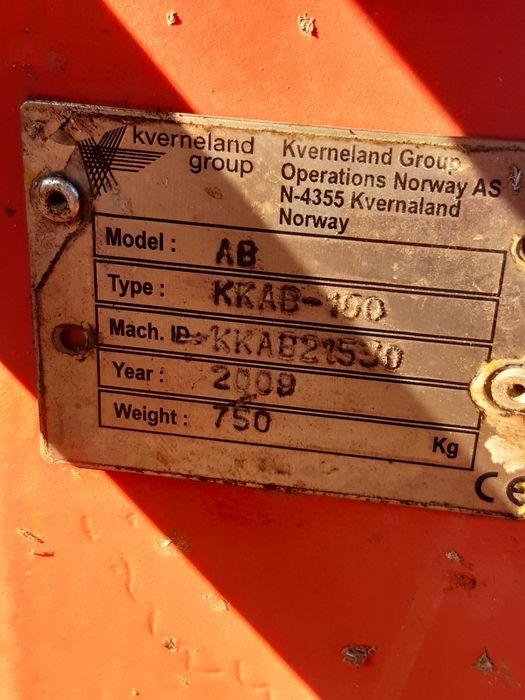 kverneland
group
Kverneland Group
Operations Norway AS
N-4355 Kvernaland
Norway
Model : AB
Type : KKAB-100
Mach. ID:
Year : 2009
Weight : 750 Kg
CE